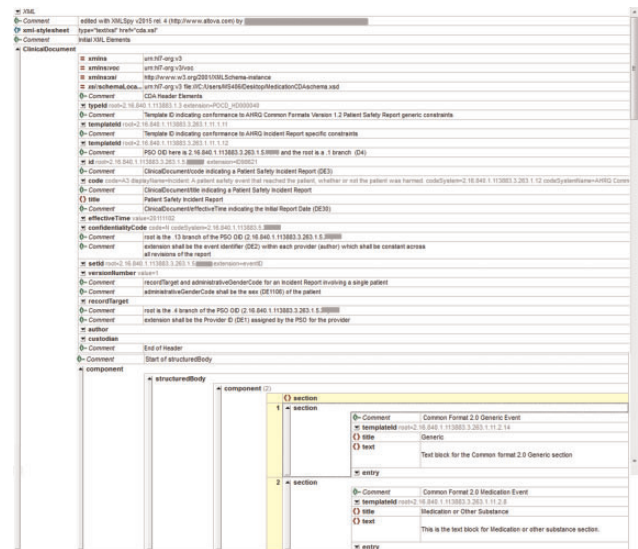 XML
Comment edited with XMLSpy v2015 rel. 4 (http://www.altova.com) by
xml-stylesheet type="text/xsl" href="cda.xsl"
Comment Initial XML Elements
ClinicalDocument
xmlns urn:hl7-org:v3
xmlns:voc urn:hl7-org:v3/voc
xmlns:xsi http://www.w3.org/2001/XMLSchema-instance
xsi:schemaLoca... urn:hl7-org:v3 file:///C:/Users/MS406/Desktop/MedicationCDAschema.xsd
Comment CDA Header Elements
typeId root=2.16.840.1.113883.1.3 extension=POCD_HD000040
Comment Template ID indicating conformance to AHRQ Common Formats Version 1.2 Patient Safety Report generic constraints
templateId root=2.16.840.1.113883.3.263.1.11.1.11
Comment Template ID indicating conformance to AHRQ Incident Report specific constraints
templateId root=2.16.840.1.113883.3.263.1.11.1.12
Comment PSO OID here is 2.16.840.1.113883.3.263.1.5. and the root is a .1 branch (D4)
id root=2.16.840.1.113883.3.263.1.5.
Comment ClinicalDocument/code indicating a Patient Safety Incident Report (DE3)
code code=A3 displayName=Incident: A patient safety event that reached the patient, whether or not the patient was harmed. codeSystem=2.16.840.1.113883.3.263.1.12 codeSystemName=AHRQ Comm
Comment ClinicalDocument/title indicating a Patient Safety Incident Report
title Patient Safety Incident Report
Comment ClinicalDocument/effectiveTime indicating the Initial Report Date (DE30)
effectiveTime
confidentialityCode code=N codeSystem=2.16.840.1.113883.5.
Comment root is the .13 branch of the PSO OID (2.16.840.1.113883.3.263.1.5.
Comment extension shall be the event identifier (DE2) within each provider (author) which shall be constant across
all revisions of the report
setId root=2.16.840.1.113883.3.263.1.5. extension=eventID
versionNumber value=1
Comment recordTarget and administrativeGenderCode for an Incident Report involving a single patient
Comment administrativeGenderCode shall be the sex (DE1108) of the patient
recordTarget
Comment root is the .4 branch of the PSO OID (2.16.840.1.113883.3.263.1.5.
Comment extension shall be the Provider ID (DE1) assigned by the PSO for the provider
author
custodian
Comment End of Header
Comment Start of structuredBody
component
structuredBody
component (2)
section
1 section
Comment Common Format 2.0 Generic Event
templateId root=2.16.840.1.113883.3.263.1.11.2.14
title Generic
text
Text block for the Common format 2.0 Generic section
entry
2 section
Comment Common Format 2.0 Medication Event
templateId root=2.16.840.1.113883.3.263.1.11.2.8
title Medication or Other Substance
text
This is the text block for Medication or other substance section.
entry